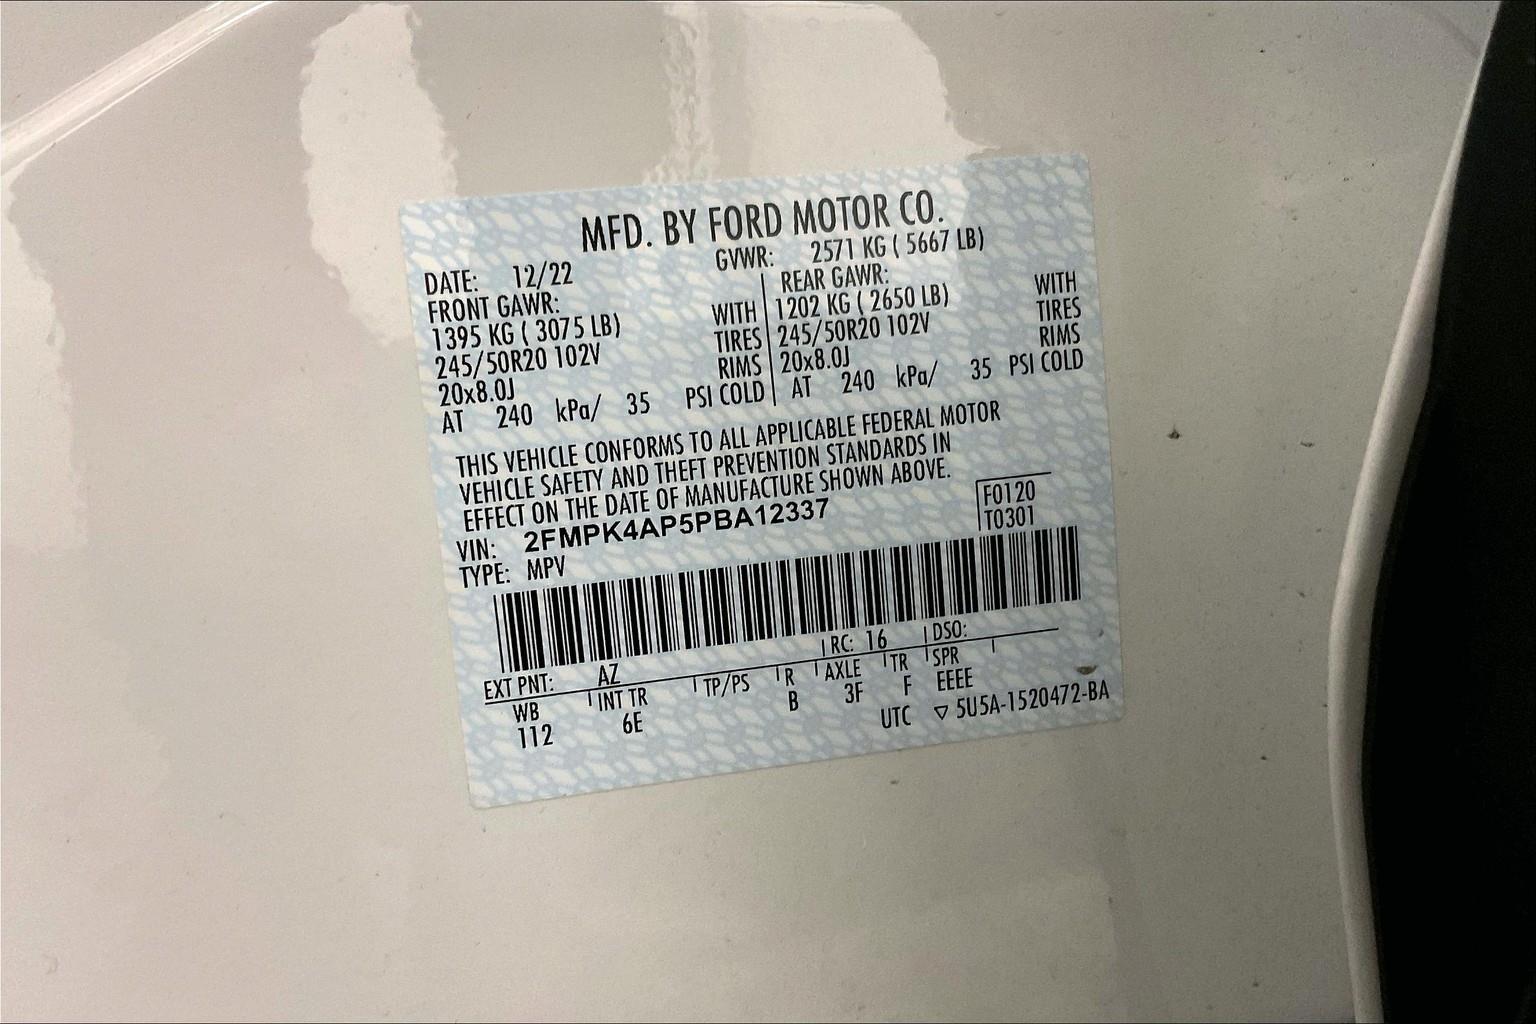 MFD. BY FORD MOTOR CO.
DATE: 12/22 GVWR: 2571 KG ( 5667 LB)
FRONT GAWR: WITH REAR GAWR: WITH
1395 KG ( 3075 LB) TIRES 1202 KG ( 2650 LB) TIRES
245/50R20 102V RIMS 245/50R20 102V RIMS
20x8.0J 20x8.0J
AT 240 kPa/ 35 PSI COLD AT 240 kPa/ 35 PSI COLD
THIS VEHICLE CONFORMS TO ALL APPLICABLE FEDERAL MOTOR
VEHICLE SAFETY AND THEFT PREVENTION STANDARDS IN
EFFECT ON THE DATE OF MANUFACTURE SHOWN ABOVE.
VIN: 2FMPK4AP5PBA12337 F0120
TYPE: MPV T0301
EXT PNT: AZ RC: 16 DSO:
WB INT TR TP/PS R AXLE TR SPR
112 6E B 3F F EEEE
UTC ▽ 5U5A-1520472-BA